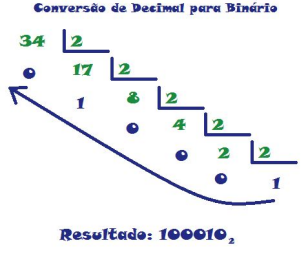 Conversão de Decimal para Binário
34 2
0 17 2
1 8 2
0 4 2
0 2 2
0 1
Resultado: 100010₂